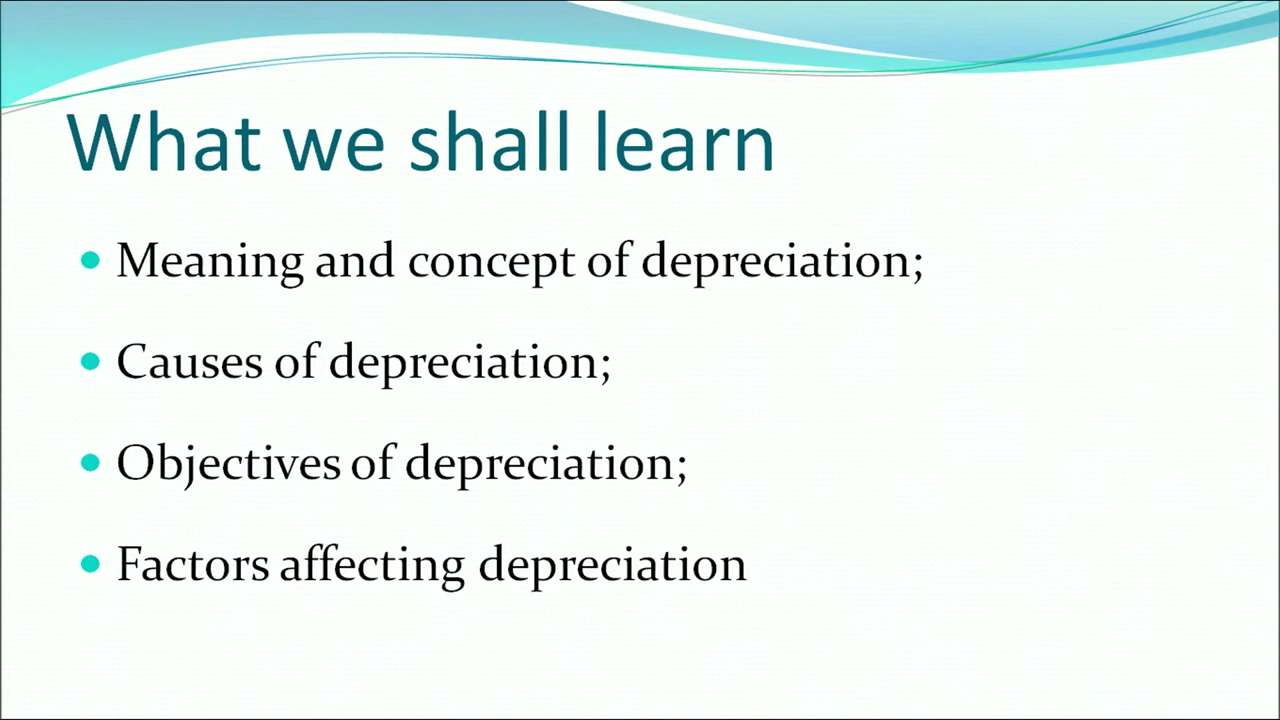 What we shall learn
• Meaning and concept of depreciation;
• Causes of depreciation;
• Objectives of depreciation;
• Factors affecting depreciation